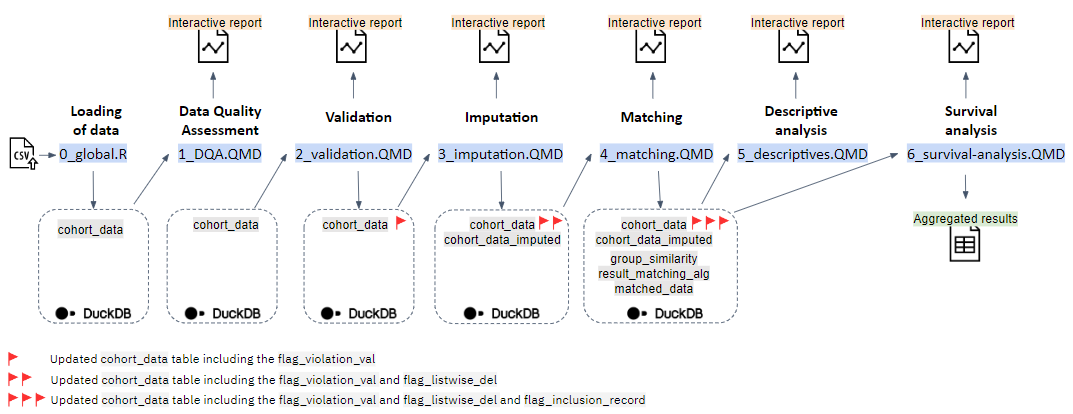 Interactive report Interactive report Interactive report Interactive report Interactive report Interactive report
Loading of data
Data Quality Assessment
Validation
Imputation
Matching
Descriptive analysis
Survival analysis
CSV
0_global.R 1_DQA.QMD 2_validation.QMD 3_imputation.QMD 4_matching.QMD 5_descriptives.QMD 6_survival-analysis.QMD
cohort_data
DuckDB
cohort_data
DuckDB
cohort_data
DuckDB
cohort_data
cohort_data_imputed
DuckDB
cohort_data
cohort_data_imputed
group_similarity
result_matching_alg
matched_data
DuckDB
Aggregated results
Updated cohort_data table including the flag_violation_val
Updated cohort_data table including the flag_violation_val and flag_listwise_del
Updated cohort_data table including the flag_violation_val and flag_listwise_del and flag_inclusion_record